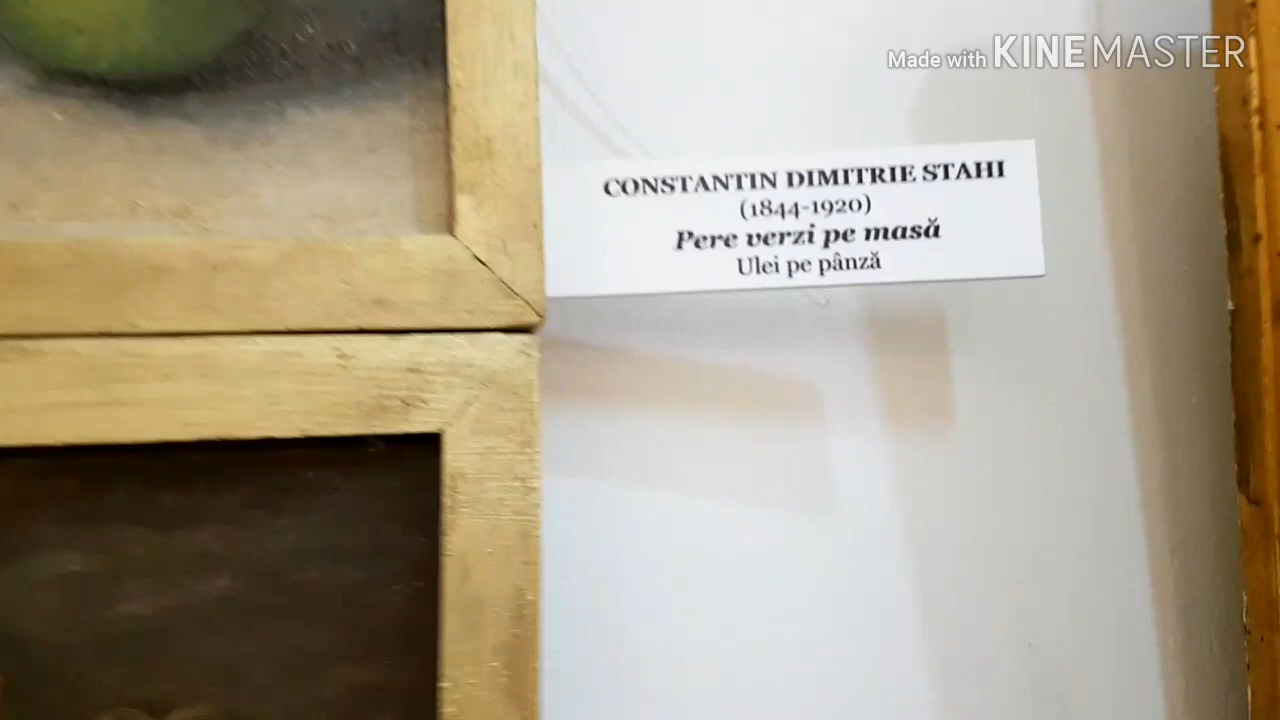 Made with KINEMASTER
CONSTANTIN DIMITRIE STAHI
(1844-1920)
Pere verzi pe masă
Ulei pe pânză